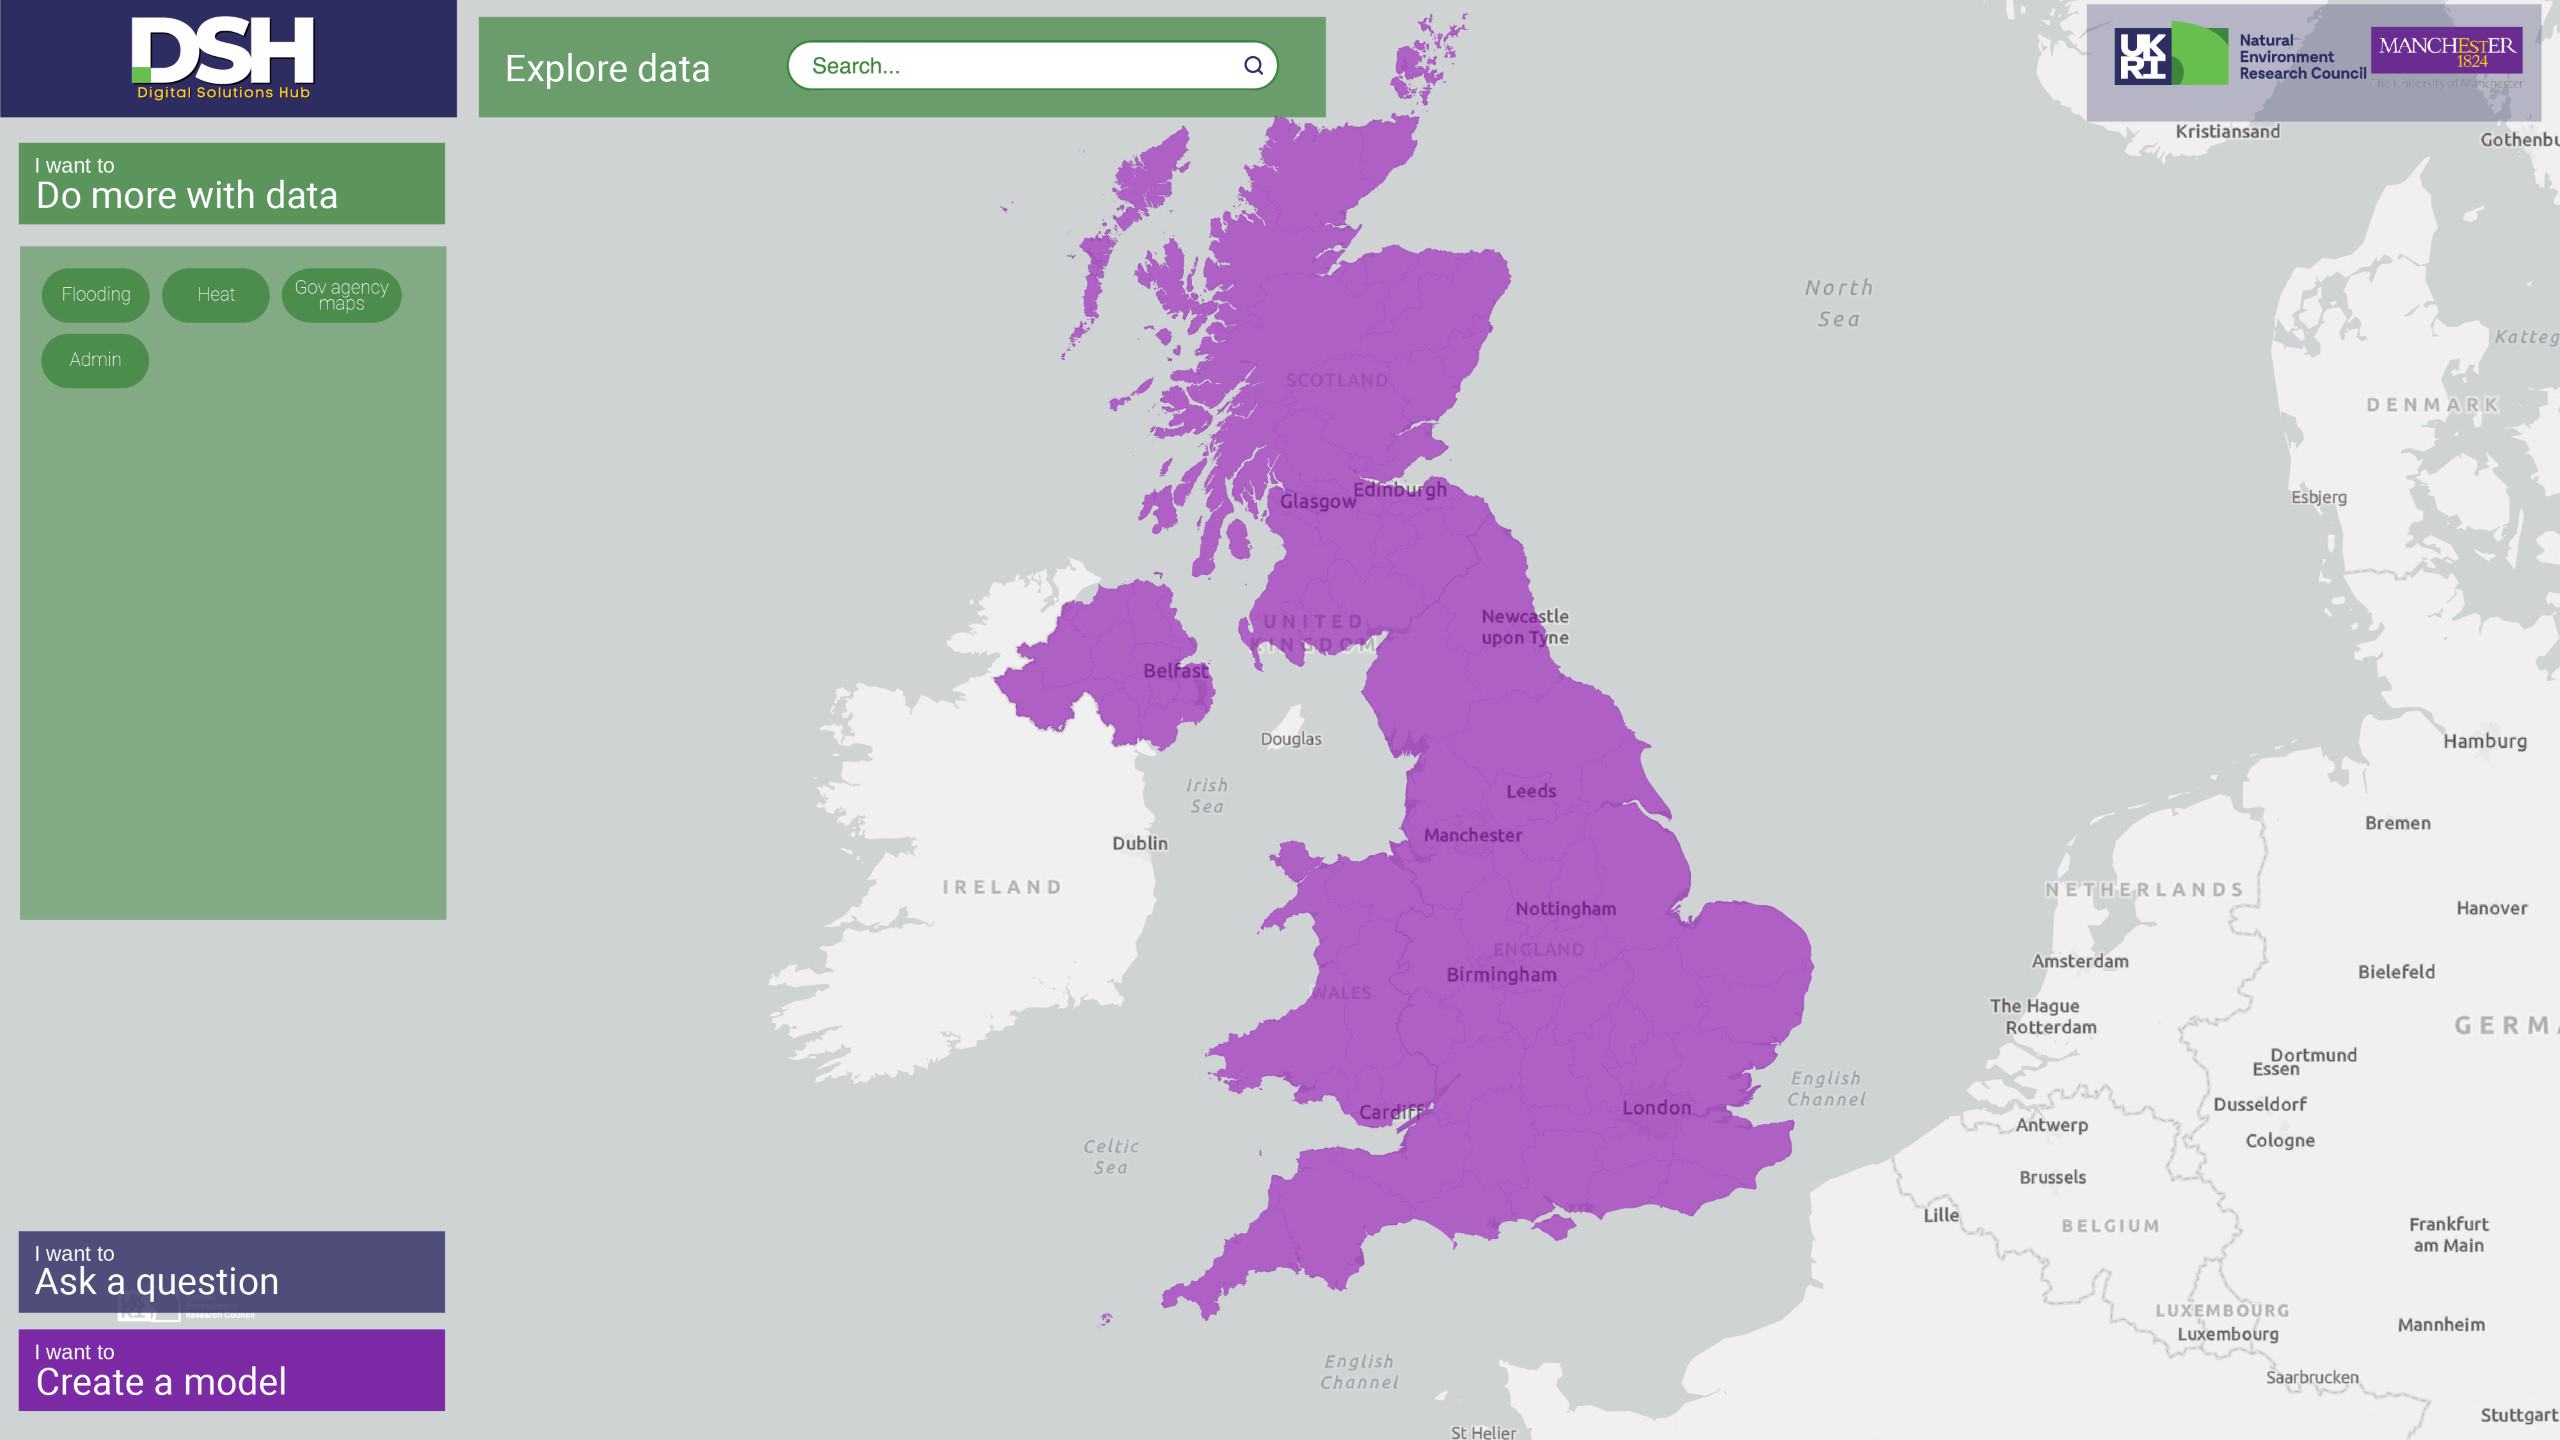 DSH
Digital Solutions Hub
Explore data
Search...
UK
RI
Natural
Environment
Research Council
MANCHESTER
1824
The University of Manchester
I want to
Do more with data
Flooding
Heat
Gov agency
maps
Admin
I want to
Ask a question
Research Council
I want to
Create a model
Kristiansand
Gothenbu
North
Sea
Katteg
SCOTLAND
DENMARK
Glasgow
Edinburgh
Esbjerg
UNITED
KINGDOM
Newcastle
upon Tyne
Belfast
Douglas
Hamburg
Irish
Sea
Leeds
Bremen
Manchester
Dublin
IRELAND
NETHERLANDS
Nottingham
Hanover
ENGLAND
Birmingham
Amsterdam
Bielefeld
WALES
The Hague
Rotterdam
GERMA
Dortmund
Essen
English
Channel
Cardiff
London
Dusseldorf
Antwerp
Cologne
Celtic
Sea
Brussels
Lille
BELGIUM
Frankfurt
am Main
LUXEMBOURG
Luxembourg
Mannheim
English
Channel
Saarbrucken
Stuttgart
St Helier